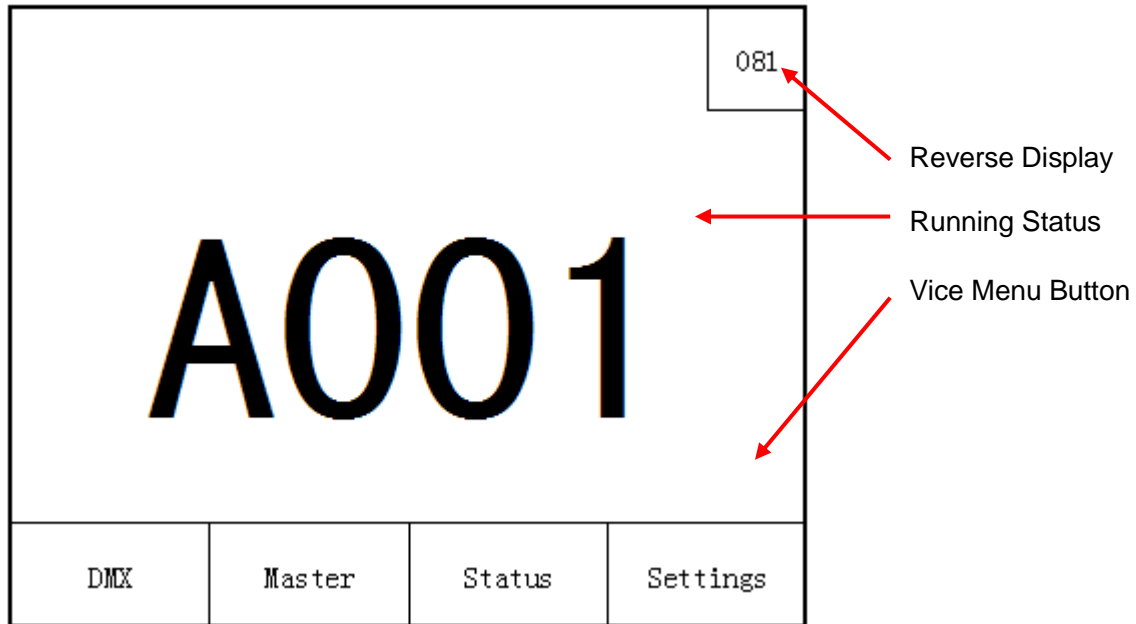 081
Reverse Display
Running Status
A001
Vice Menu Button
DMX Master Status Settings